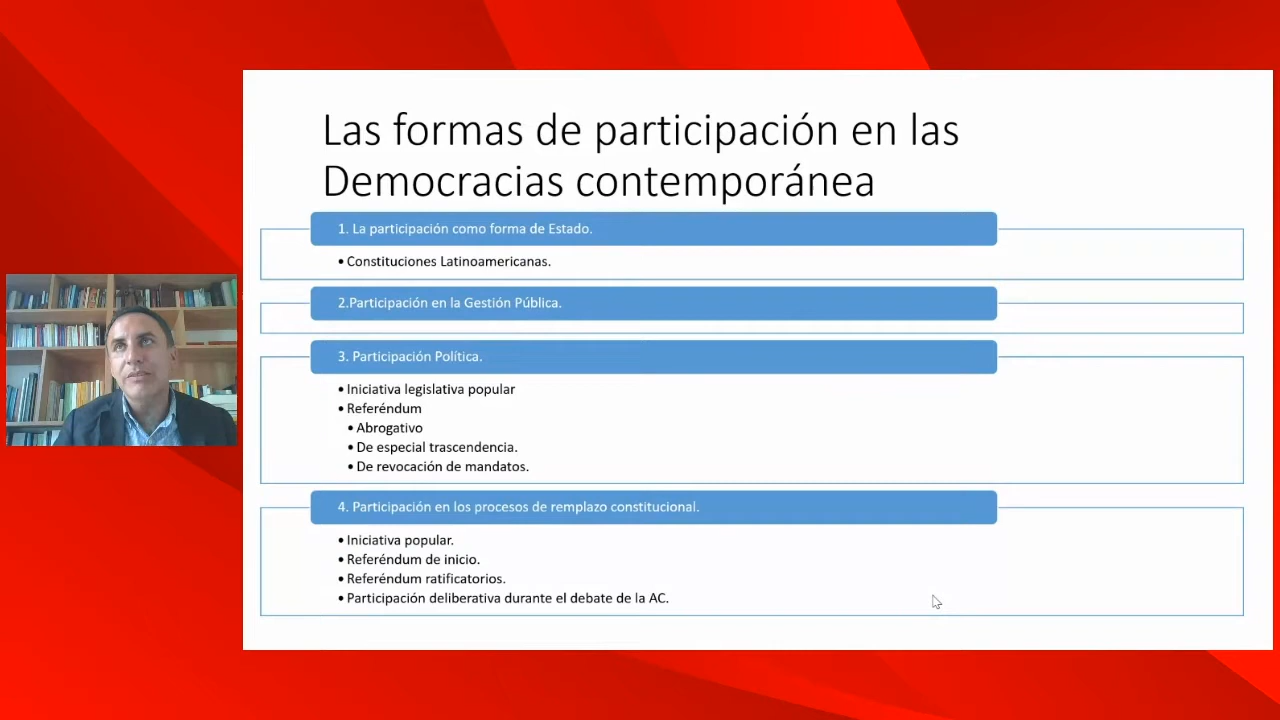 Las formas de participación en las
Democracias contemporánea
1. La participación como forma de Estado.
• Constituciones Latinoamericanas.
2.Participación en la Gestión Pública.
3. Participación Política.
• Iniciativa legislativa popular
• Referéndum
• Abrogativo
• De especial trascendencia.
• De revocación de mandatos.
4. Participación en los procesos de remplazo constitucional.
• Iniciativa popular.
• Referéndum de inicio.
• Referéndum ratificatorios.
• Participación deliberativa durante el debate de la AC.